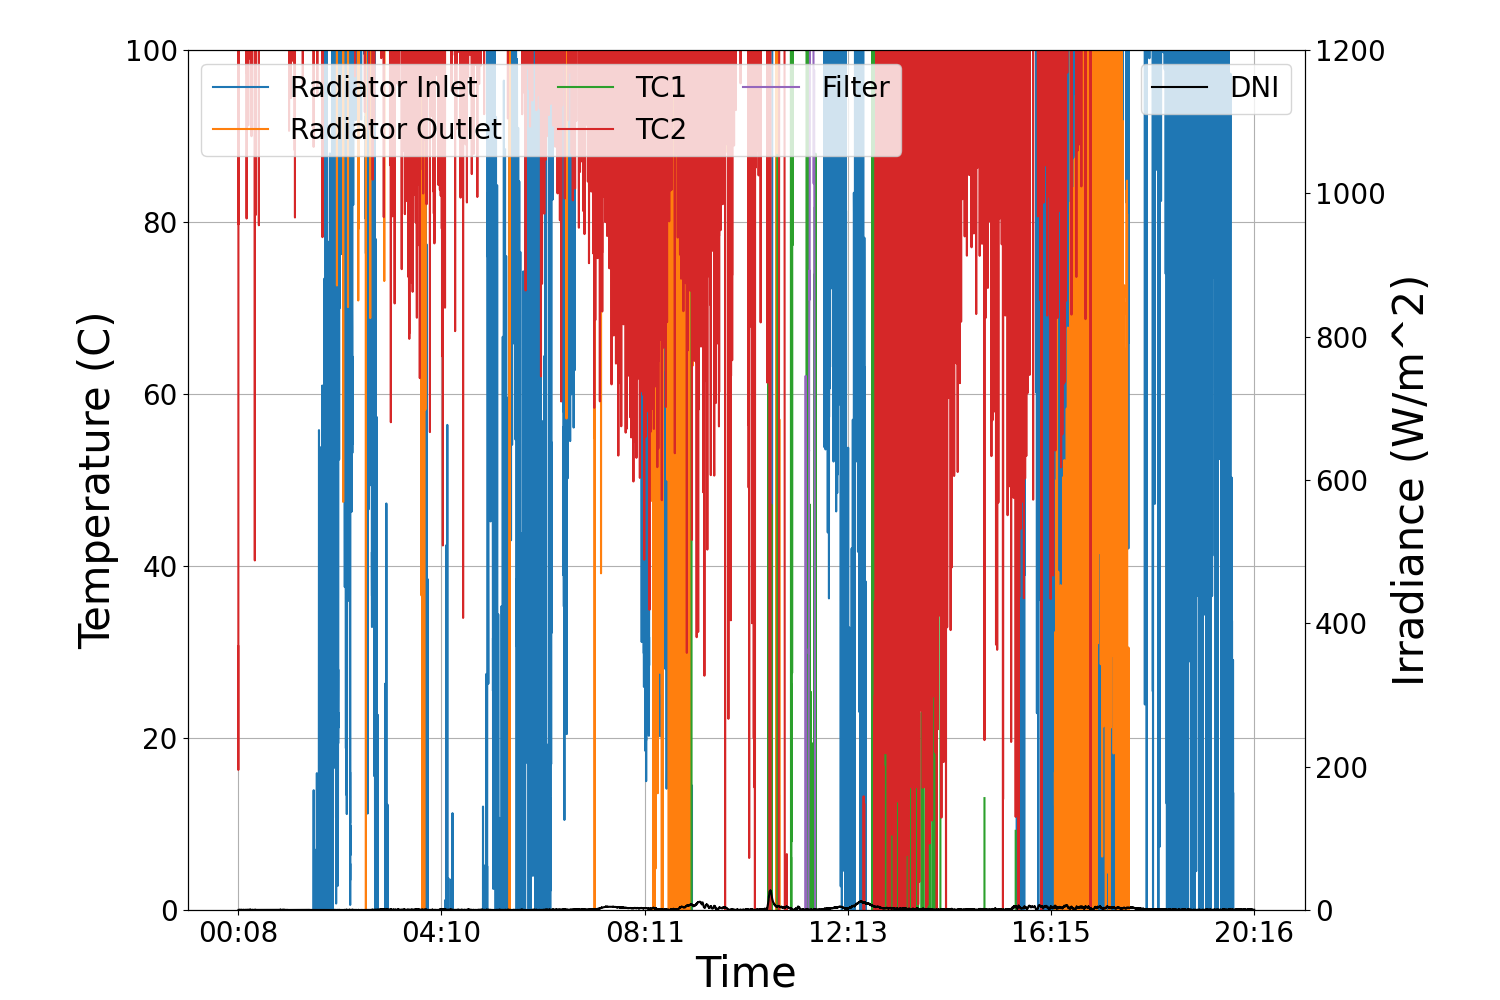 Radiator Inlet
Radiator Outlet
TC1
TC2
Filter
DNI
Temperature (C)
100
80
60
40
20
0
1200
1000
800
600
400
200
0
Irradiance (W/m^2)
00:08 04:10 08:11 12:13 16:15 20:16
Time